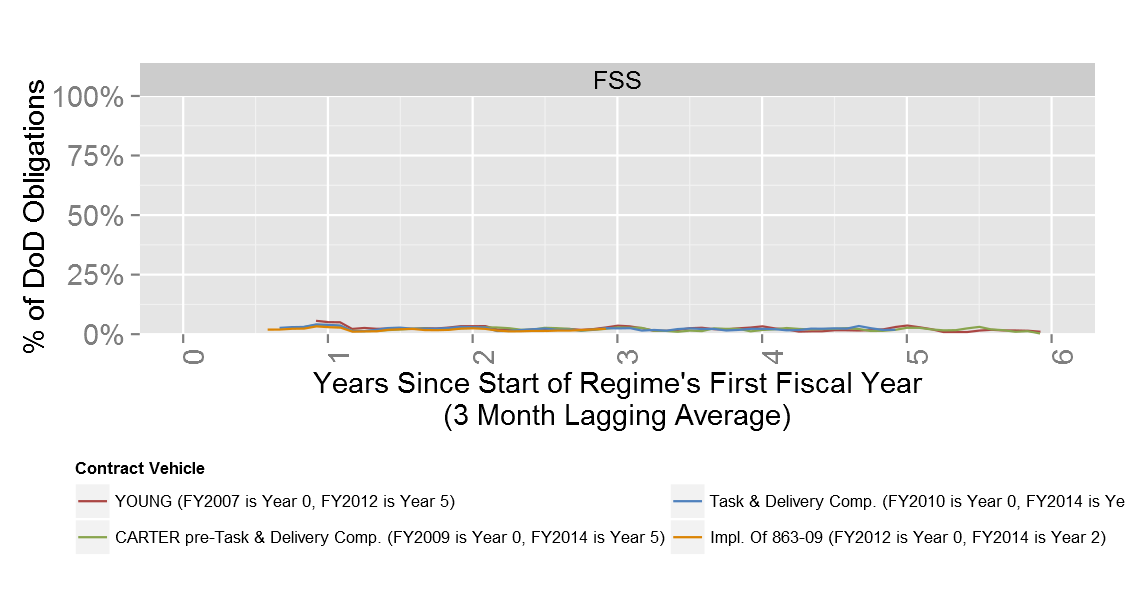 FSS
% of DoD Obligations
100%
75%
50%
25%
0%
0 1 2 3 4 5 6
Years Since Start of Regime's First Fiscal Year
(3 Month Lagging Average)
Contract Vehicle
YOUNG (FY2007 is Year 0, FY2012 is Year 5)
Task & Delivery Comp. (FY2010 is Year 0, FY2014 is Ye
CARTER pre-Task & Delivery Comp. (FY2009 is Year 0, FY2014 is Year 5)
Impl. Of 863-09 (FY2012 is Year 0, FY2014 is Year 2)